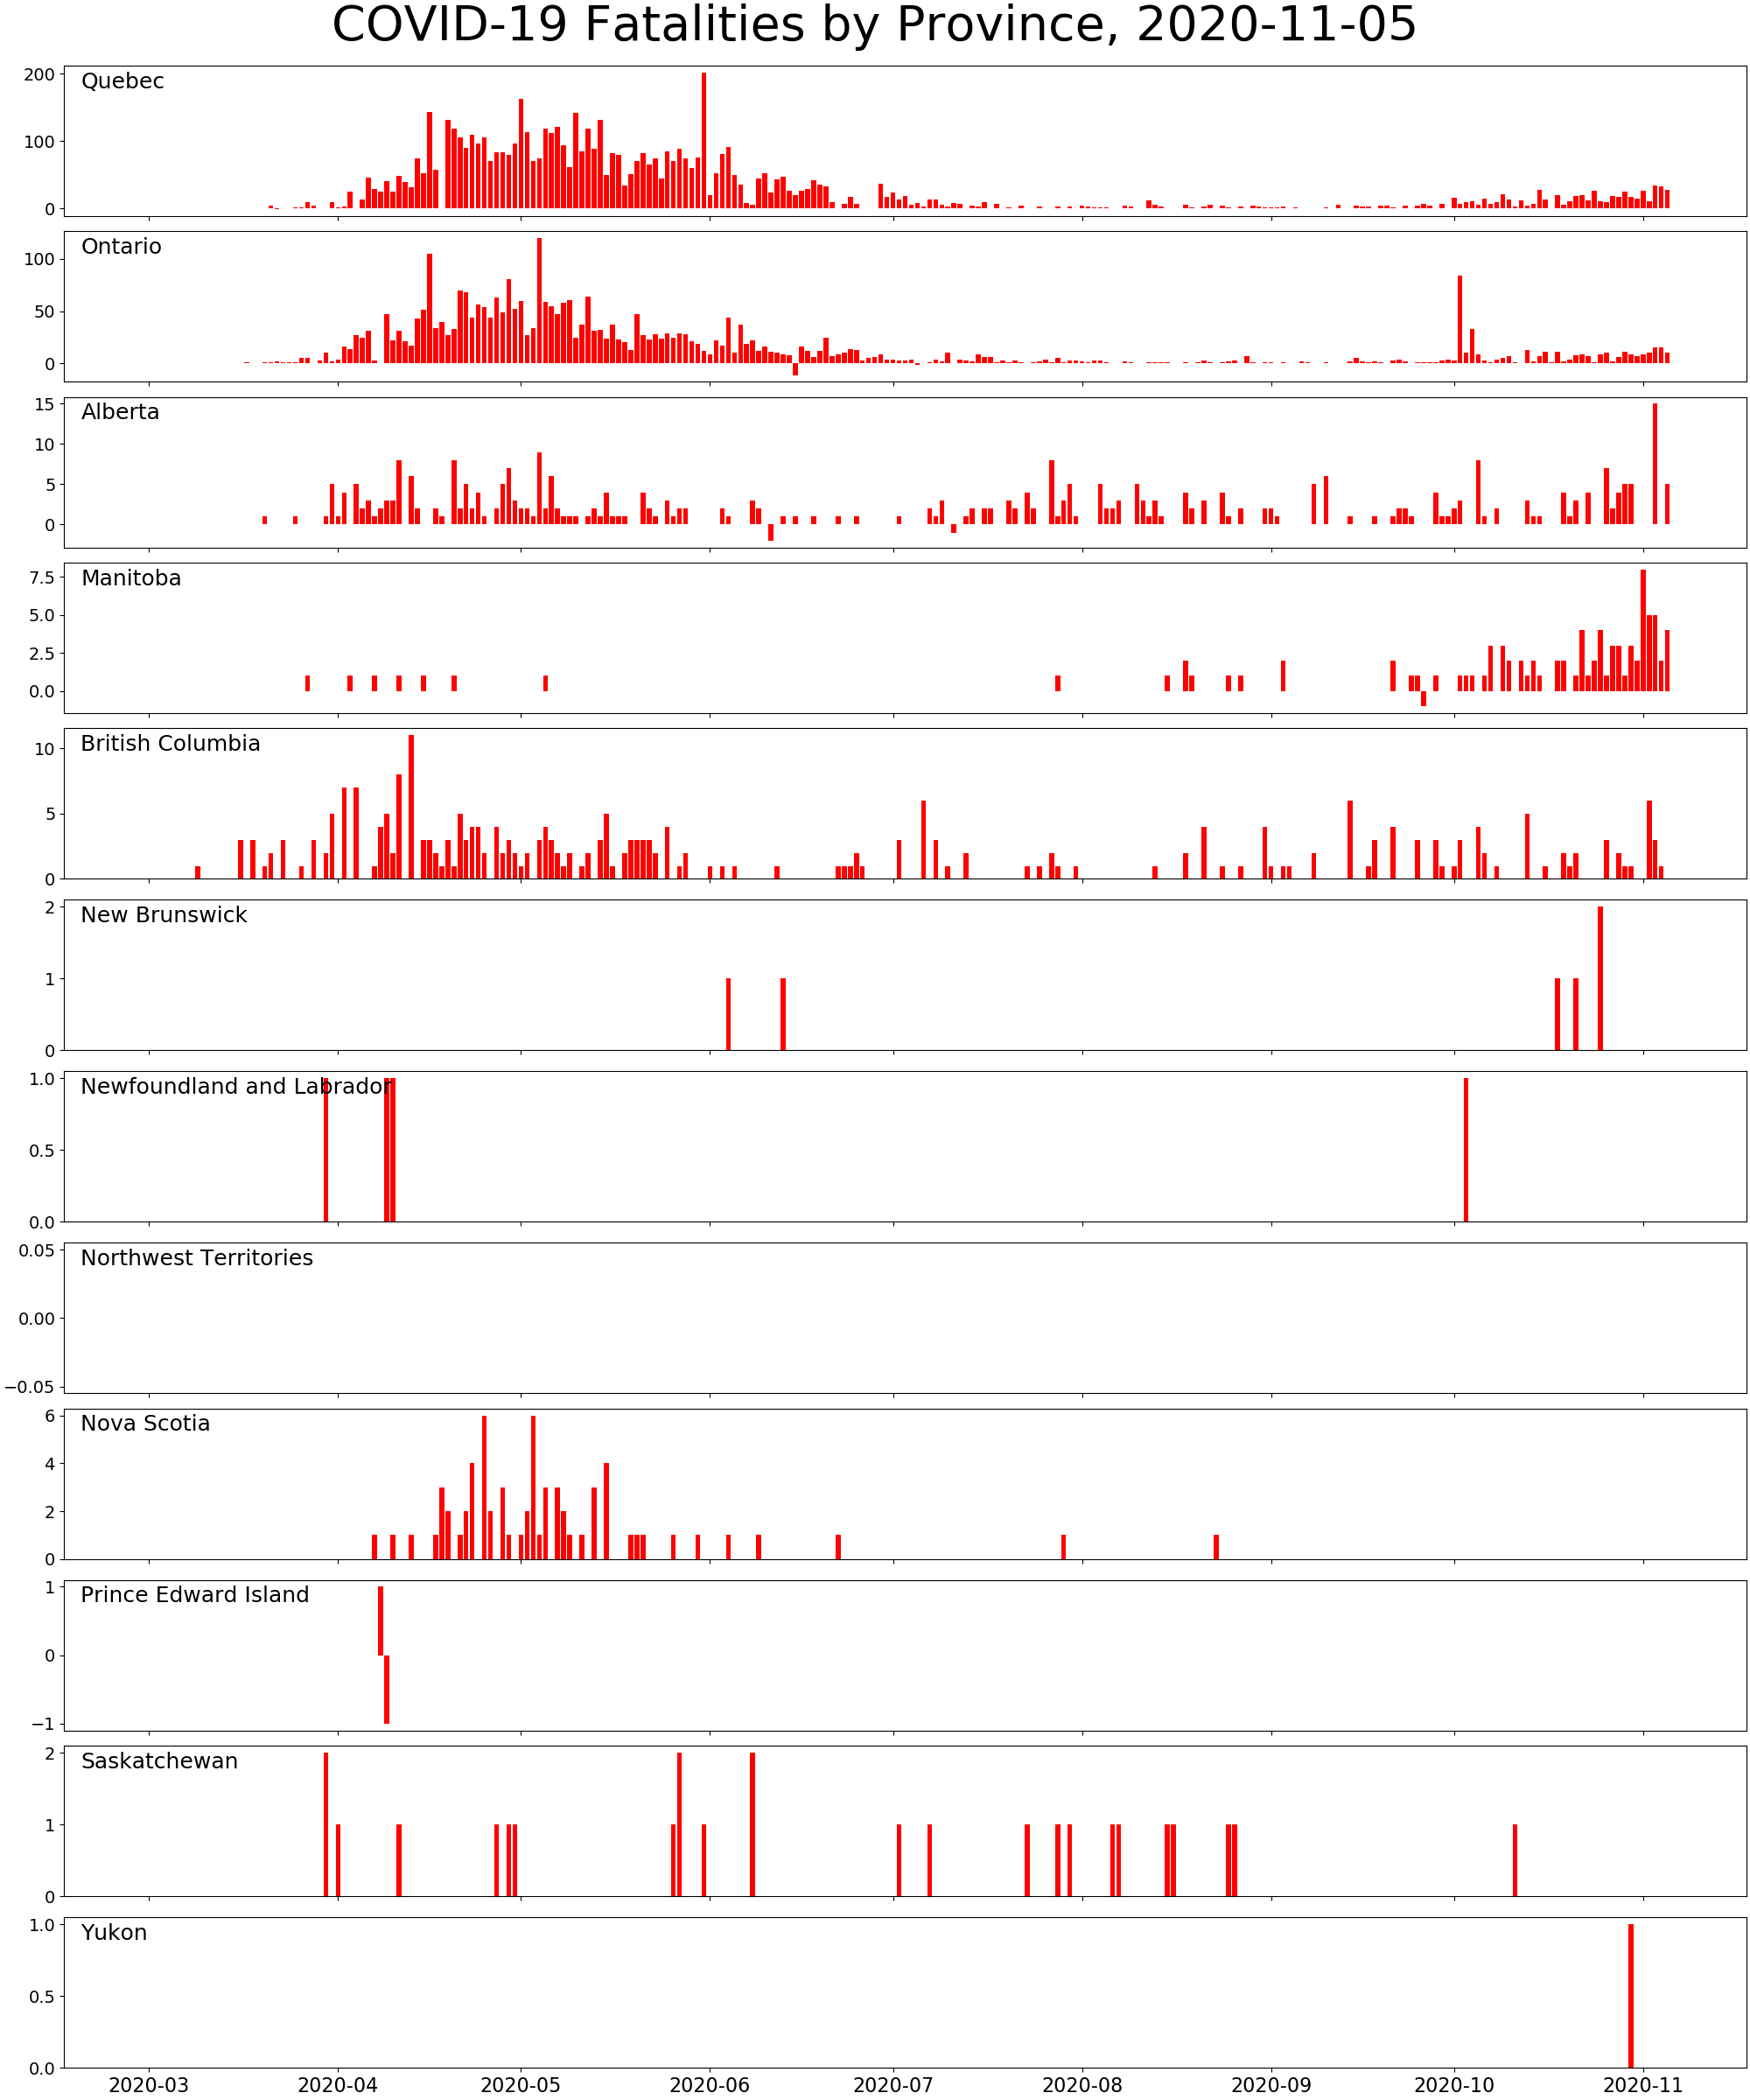 COVID-19 Fatalities by Province, 2020-11-05
Quebec
200
100
0
Ontario
100
50
0
Alberta
15
10
5
0
Manitoba
7.5
5.0
2.5
0.0
British Columbia
10
5
0
New Brunswick
2
1
0
Newfoundland and Labrador
1.0
0.5
0.0
Northwest Territories
0.05
0.00
−0.05
Nova Scotia
6
4
2
0
Prince Edward Island
1
0
−1
Saskatchewan
2
1
0
Yukon
1.0
0.5
0.0
2020-03 2020-04 2020-05 2020-06 2020-07 2020-08 2020-09 2020-10 2020-11